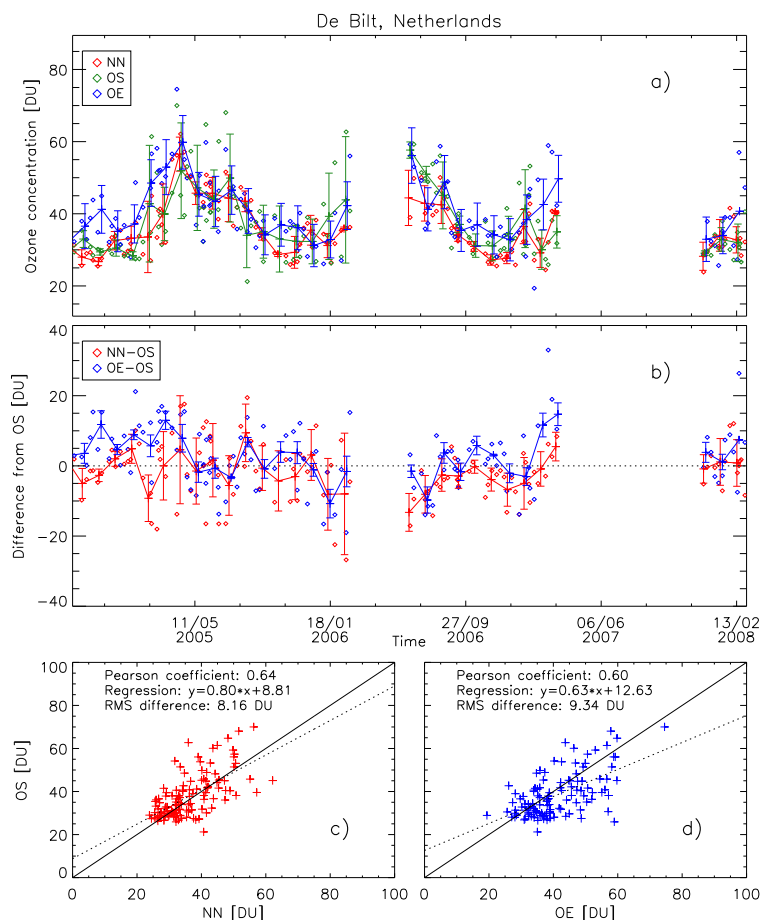 De Bilt, Netherlands
NN
OS
OE
a)
Ozone concentration [DU]
80
60
40
20
NN-OS
OE-OS
b)
Difference from OS [DU]
40
20
0
-20
-40
11/05
2005
18/01
2006
27/09
2006
06/06
2007
13/02
2008
Time
Pearson coefficient: 0.64
Regression: y=0.80*x+8.81
RMS difference: 8.16 DU
c)
OS [DU]
100
80
60
40
20
0
0 20 40 60 80 100
NN [DU]
Pearson coefficient: 0.60
Regression: y=0.63*x+12.63
RMS difference: 9.34 DU
d)
0 20 40 60 80 100
OE [DU]